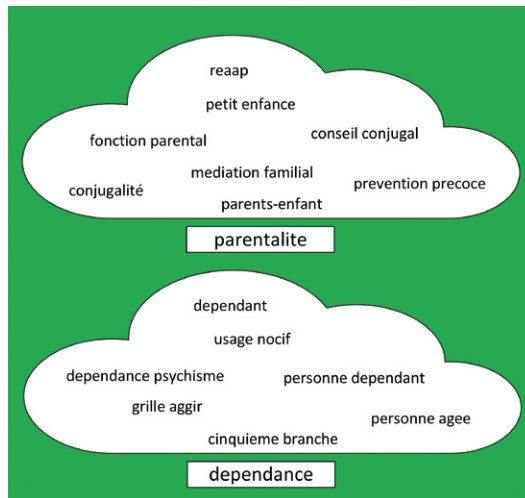 reaap
petit enfance
conseil conjugal
fonction parental
mediation familial
prevention precoce
conjugalité
parents-enfant
parentalite
dependant
usage nocif
dependance psychisme
personne dependant
grille aggir
personne agee
cinquieme branche
dependance